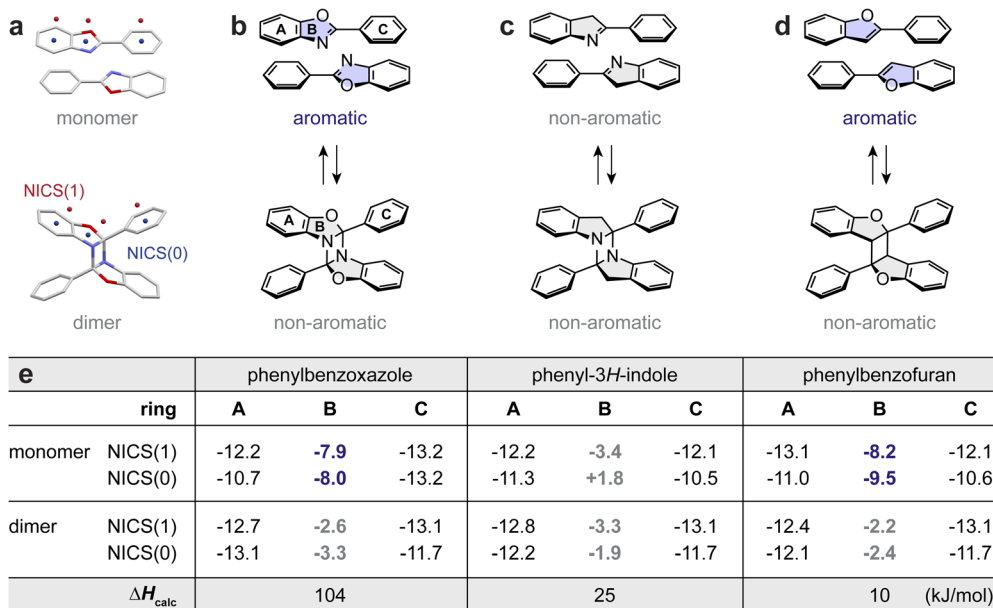 a b c d
A B C
O N
N O
N
N
O
O
monomer aromatic non-aromatic aromatic
NICS(1)
NICS(0)
A B C
O N
N O
N
N
O
O
dimer non-aromatic non-aromatic non-aromatic
e phenylbenzoxazole phenyl-3H-indole phenylbenzofuran
ring A B C A B C A B C
monomer NICS(1) -12.2 -7.9 -13.2 -12.2 -3.4 -12.1 -13.1 -8.2 -12.1
NICS(0) -10.7 -8.0 -13.2 -11.3 +1.8 -10.5 -11.0 -9.5 -10.6
dimer NICS(1) -12.7 -2.6 -13.1 -12.8 -3.3 -13.1 -12.4 -2.2 -13.1
NICS(0) -13.1 -3.3 -11.7 -12.2 -1.9 -11.7 -12.1 -2.4 -11.7
ΔHcalc 104 25 10 (kJ/mol)